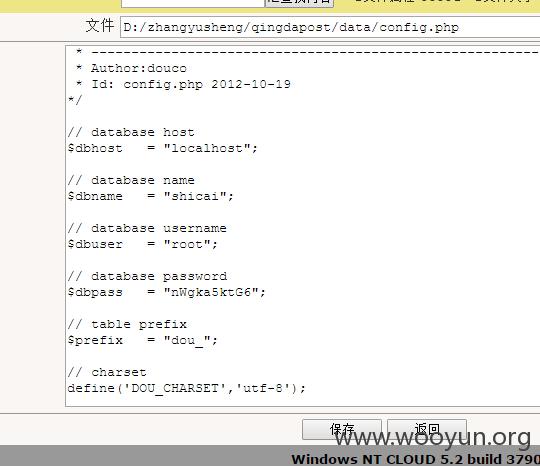 文件 D:/zhangyusheng/qingdapost/data/config.php
* Author:douco
* Id: config.php 2012-10-19
*/
// database host
$dbhost   = "localhost";
// database name
$dbname   = "shicai";
// database username
$dbuser   = "root";
// database password
$dbpass   = "nWgka5ktG6";
// table prefix
$prefix   = "dou_";
// charset
define('DOU_CHARSET','utf-8');
保存 返回
www.wooyun.org
Windows NT CLOUD 5.2 build 3790